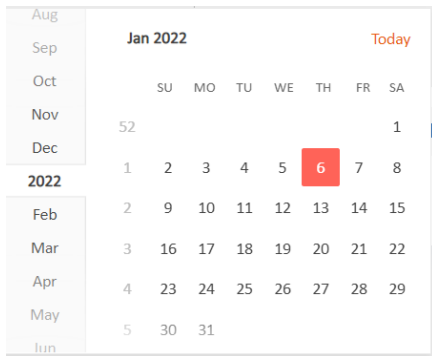 Aug
Sep
Oct
Nov
Dec
2022
Feb
Mar
Apr
May
Jun
Jan 2022 Today
SU MO TU WE TH FR SA
52 1
1 2 3 4 5 6 7 8
2 9 10 11 12 13 14 15
3 16 17 18 19 20 21 22
4 23 24 25 26 27 28 29
5 30 31